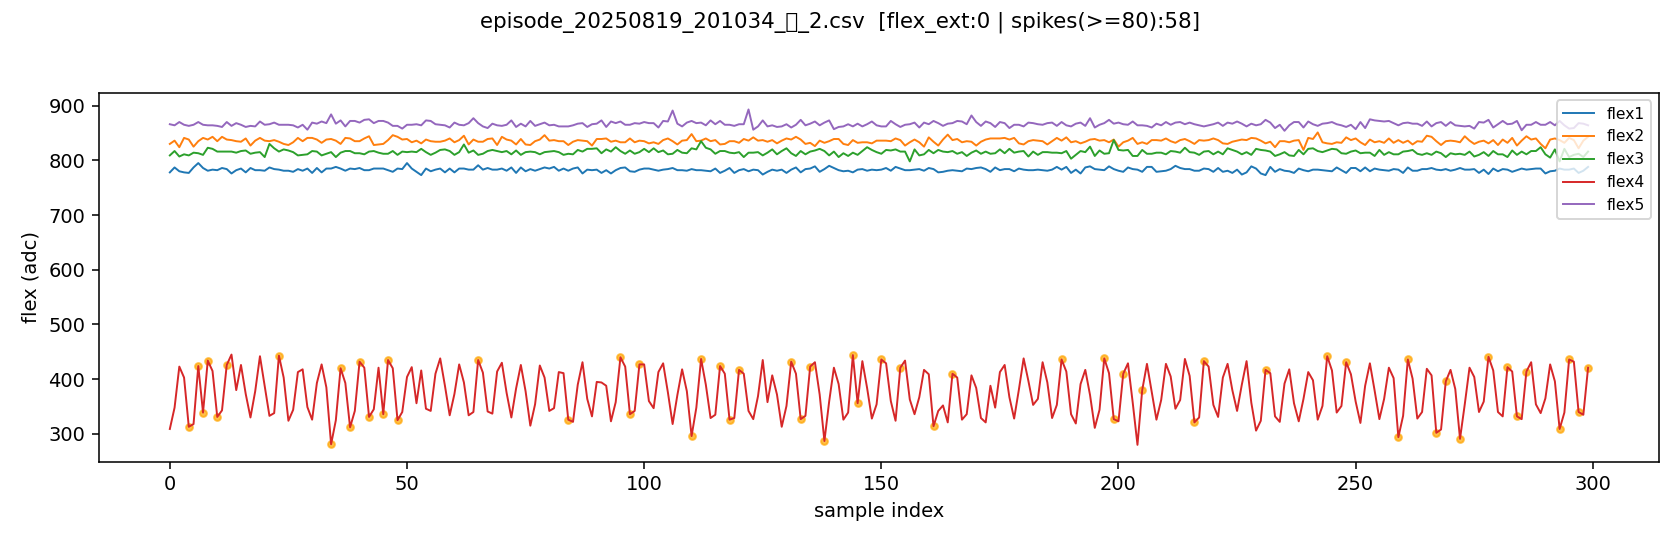 episode_20250819_201034_▯_2.csv [flex_ext:0 | spikes(>=80):58]
flex (adc)
900
800
700
600
500
400
300
flex1
flex2
flex3
flex4
flex5
0
50
100
150
200
250
300
sample index